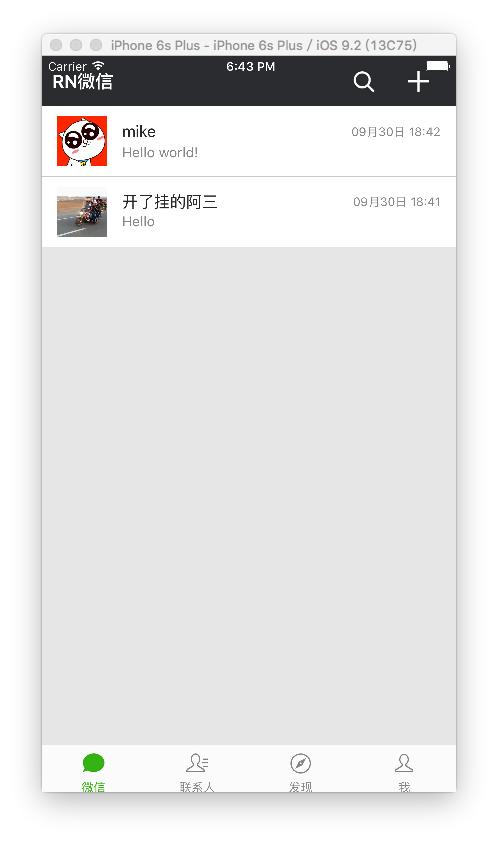 iPhone 6s Plus - iPhone 6s Plus / iOS 9.2 (13C75)
Carrier 6:43 PM
RN微信
mike 09月30日 18:42
Hello world!
开了挂的阿三 09月30日 18:41
Hello
微信 联系人 发现 我